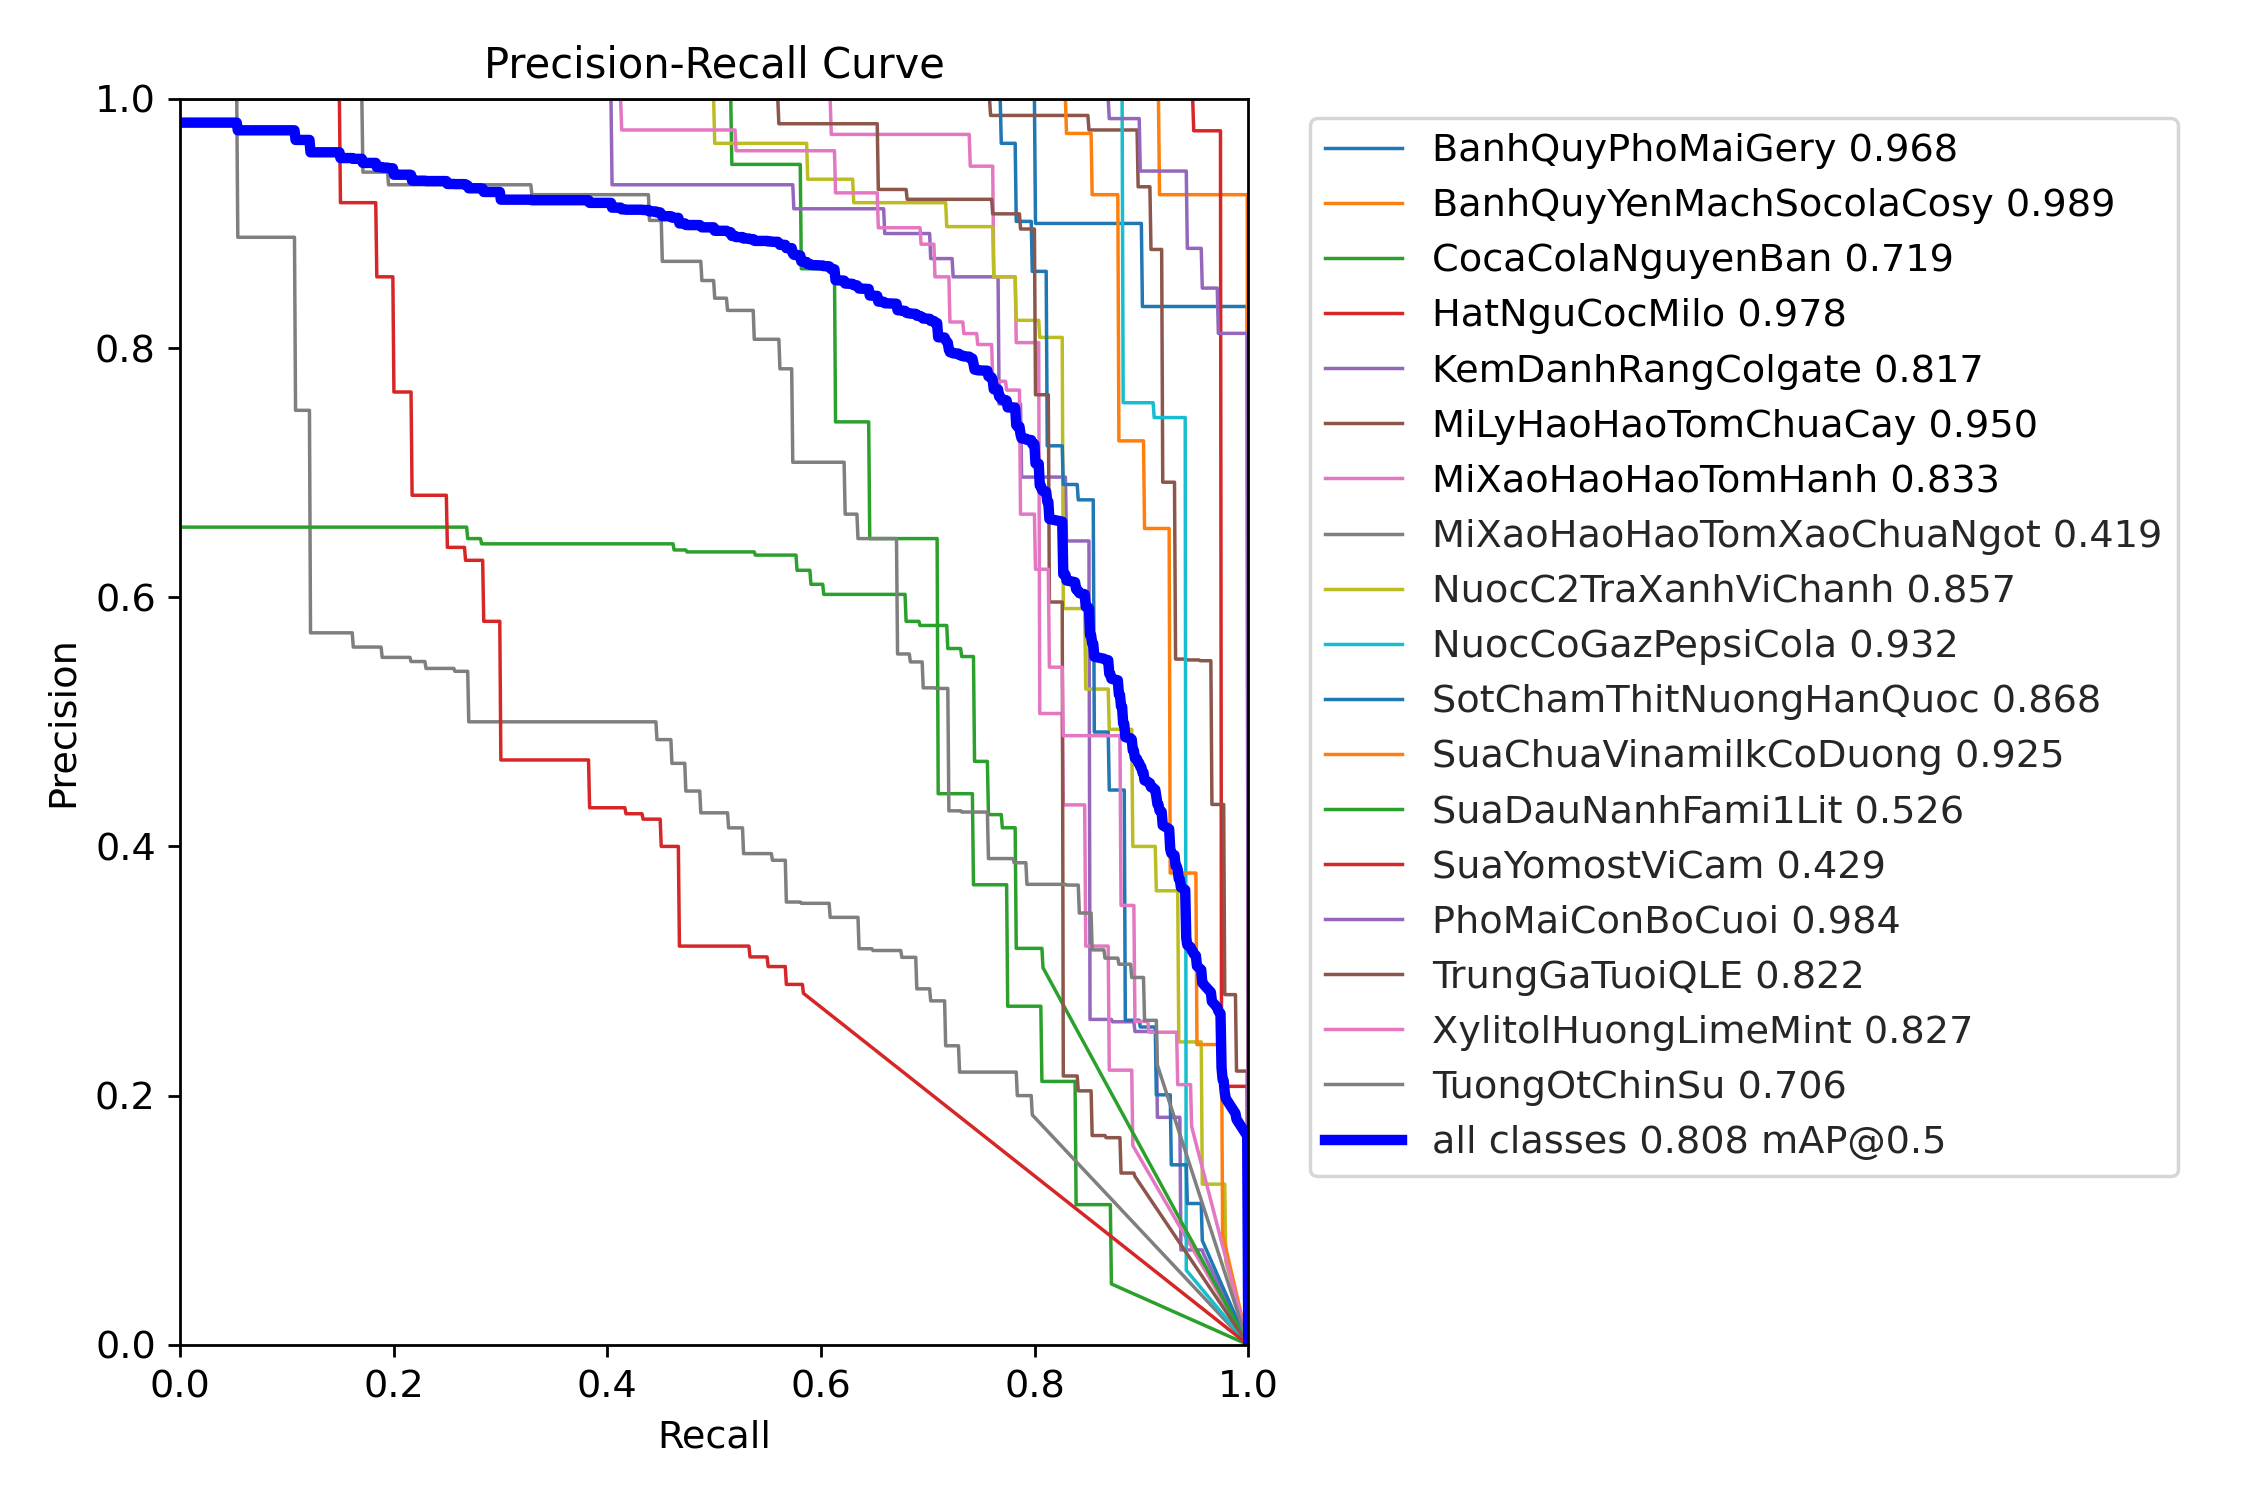 Precision-Recall Curve
1.0
0.8
0.6
0.4
0.2
0.0
Precision
0.0 0.2 0.4 0.6 0.8 1.0
Recall
BanhQuyPhoMaiGery 0.968
BanhQuyYenMachSocolaCosy 0.989
CocaColaNguyenBan 0.719
HatNguCocMilo 0.978
KemDanhRangColgate 0.817
MiLyHaoHaoTomChuaCay 0.950
MiXaoHaoHaoTomHanh 0.833
MiXaoHaoHaoTomXaoChuaNgot 0.419
NuocC2TraXanhViChanh 0.857
NuocCoGazPepsiCola 0.932
SotChamThitNuongHanQuoc 0.868
SuaChuaVinamilkCoDuong 0.925
SuaDauNanhFami1Lit 0.526
SuaYomostViCam 0.429
PhoMaiConBoCuoi 0.984
TrungGaTuoiQLE 0.822
XylitolHuongLimeMint 0.827
TuongOtChinSu 0.706
all classes 0.808 mAP@0.5